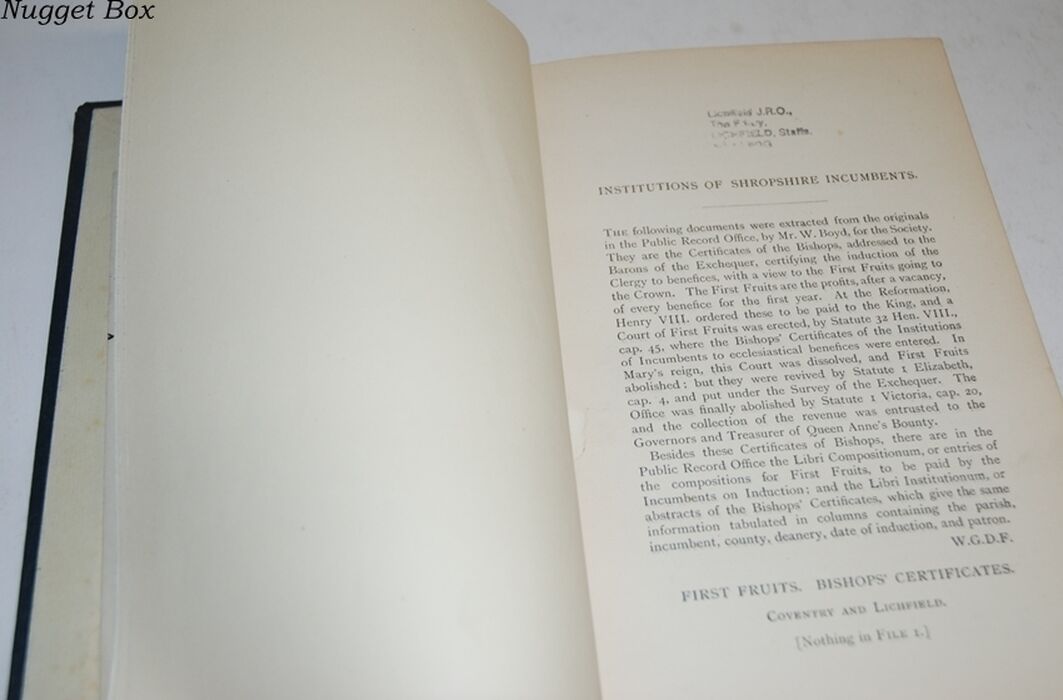 Nugget Box
Lichfield J.R.O.,
LICHFIELD, Staffs.
INSTITUTIONS OF SHROPSHIRE INCUMBENTS.
THE following documents were extracted from the originals
in the Public Record Office, by Mr. W. Boyd, for the Society.
They are the Certificates of the Bishops, addressed to the
Barons of the Exchequer, certifying the induction of the
Clergy to benefices, with a view to the First Fruits going to
the Crown. The First Fruits are the profits, after a vacancy,
of every benefice for the first year. At the Reformation,
Henry VIII. ordered these to be paid to the King, and a
Court of First Fruits was erected, by Statute 32 Hen. VIII.,
cap. 45, where the Bishops' Certificates of the Institutions
of Incumbents to ecclesiastical benefices were entered. In
Mary's reign, this Court was dissolved, and First Fruits
abolished; but they were revived by Statute 1 Elizabeth,
cap. 4, and put under the Survey of the Exchequer. The
Office was finally abolished by Statute 1 Victoria, cap. 20,
and the collection of the revenue was entrusted to the
Governors and Treasurer of Queen Anne's Bounty.
Besides these Certificates of Bishops, there are in the
Public Record Office the Libri Compositionum, or entries of
the compositions for First Fruits, to be paid by the
Incumbents on Induction; and the Libri Institutionum, or
abstracts of the Bishops' Certificates, which give the same
information tabulated in columns containing the parish,
incumbent, county, deanery, date of induction, and patron.
W.G.D.F.
FIRST FRUITS. BISHOPS' CERTIFICATES.
COVENTRY AND LICHFIELD.
[Nothing in FILE 1.]